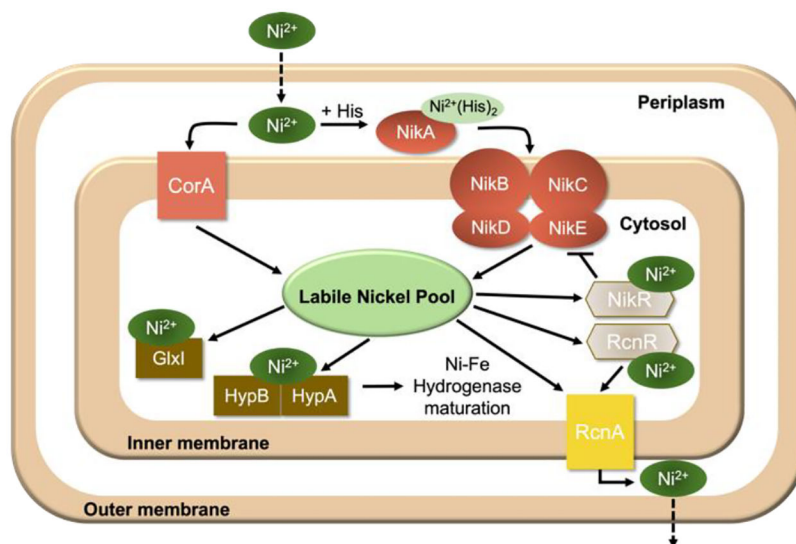 Ni²⁺
Periplasm
Ni²⁺
+ His
Ni²⁺(His)₂
NikA
CorA
NikB
NikC
NikD
NikE
Cytosol
Labile Nickel Pool
Ni²⁺
NikR
Ni²⁺
GlxI
RcnR
Ni²⁺
Ni²⁺
HypB
HypA
Ni-Fe
Hydrogenase
maturation
RcnA
Inner membrane
Ni²⁺
Outer membrane